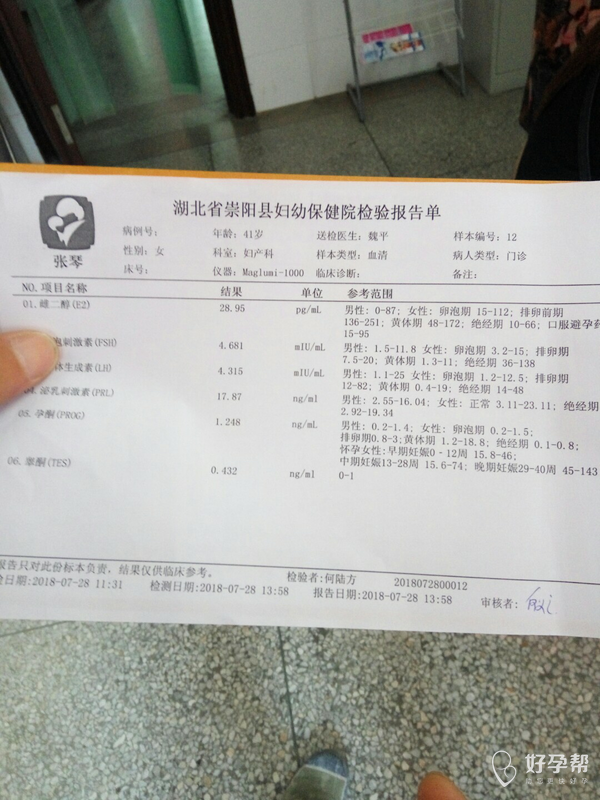 湖北省崇阳县妇幼保健院检验报告单
张琴
病例号: 年龄: 41岁 送检医生: 魏平 样本编号: 12
性别: 女 科室: 妇产科 样本类型: 血清 病人类型: 门诊
床号: 仪器: Maglumi-1000 临床诊断: 备注:
NO. 项目名称 结果 单位 参考范围
01. 雌二醇(E2) 28.95 pg/mL 男性: 0-87; 女性: 卵泡期 15-112; 排卵前期
136-251; 黄体期 48-172; 绝经期 10-66; 口服避孕药
15-95
泡刺激素(FSH) 4.681 mIU/mL 男性: 1.5-11.8 女性: 卵泡期 3.2-15; 排卵期
7.5-20; 黄体期 1.3-11; 绝经期 36-138
体生成素(LH) 4.315 mIU/mL 男性: 1.1-25 女性: 卵泡期 1.2-12.5; 排卵期
12-82; 黄体期 0.4-19; 绝经期 14-48
04. 泌乳刺激素(PRL) 17.87 ng/ml 男性: 2.55-16.04; 女性: 正常 3.11-23.11; 绝经期
2.92-19.34
05. 孕酮(PROG) 1.248 ng/mL 男性: 0.2-1.4; 女性: 卵泡期 0.2-1.5;
排卵期0.8-3;黄体期 1.2-18.8; 绝经期 0.1-0.8;
怀孕女性:早期妊娠0-12周 15.8-46;
中期妊娠13-28周 15.6-74; 晚期妊娠29-40周 45-143
06. 睾酮(TES) 0.432 ng/ml 0-1
报告只对此份标本负责, 结果仅供临床参考。
检验者:何陆方 2018072800012
日期:2018-07-28 11:31 检测日期:2018-07-28 13:58 报告日期:2018-07-28 13:58 审核者:
好孕帮